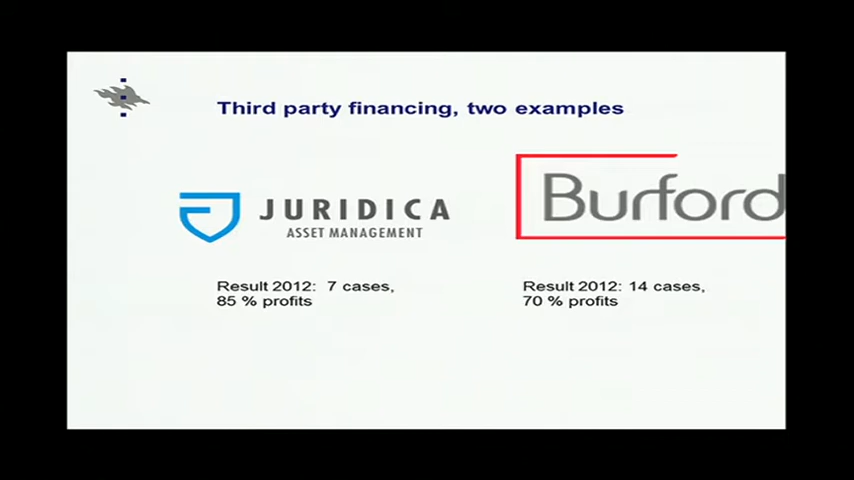 Third party financing, two examples
JURIDICA
ASSET MANAGEMENT
Burford
Result 2012:  7 cases,
85 % profits
Result 2012: 14 cases,
70 % profits